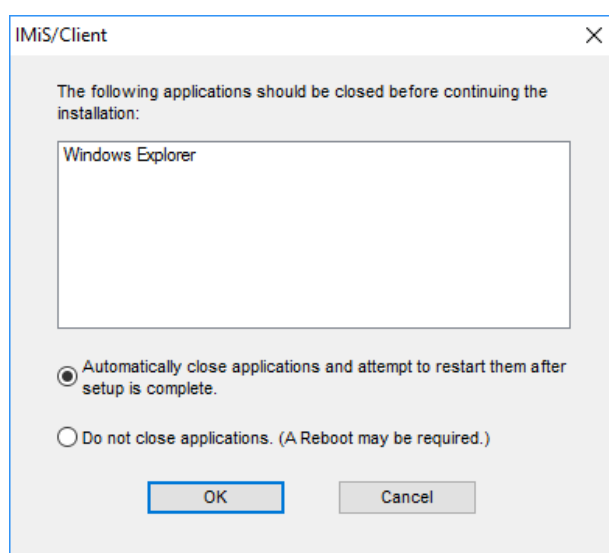 IMiS/Client
The following applications should be closed before continuing the
installation:
Windows Explorer
Automatically close applications and attempt to restart them after
setup is complete.
Do not close applications. (A Reboot may be required.)
OK
Cancel